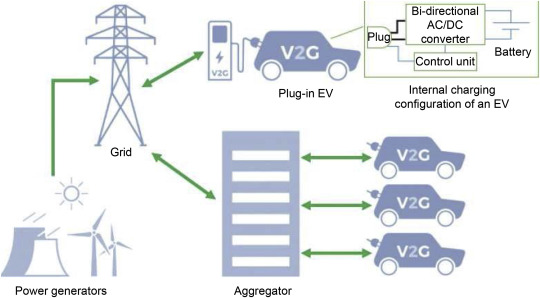 Bi-directional
AC/DC
converter
Plug
Battery
Control unit
V2G
V2G
Plug-in EV
Internal charging
configuration of an EV
Grid
V2G
V2G
V2G
Power generators
Aggregator